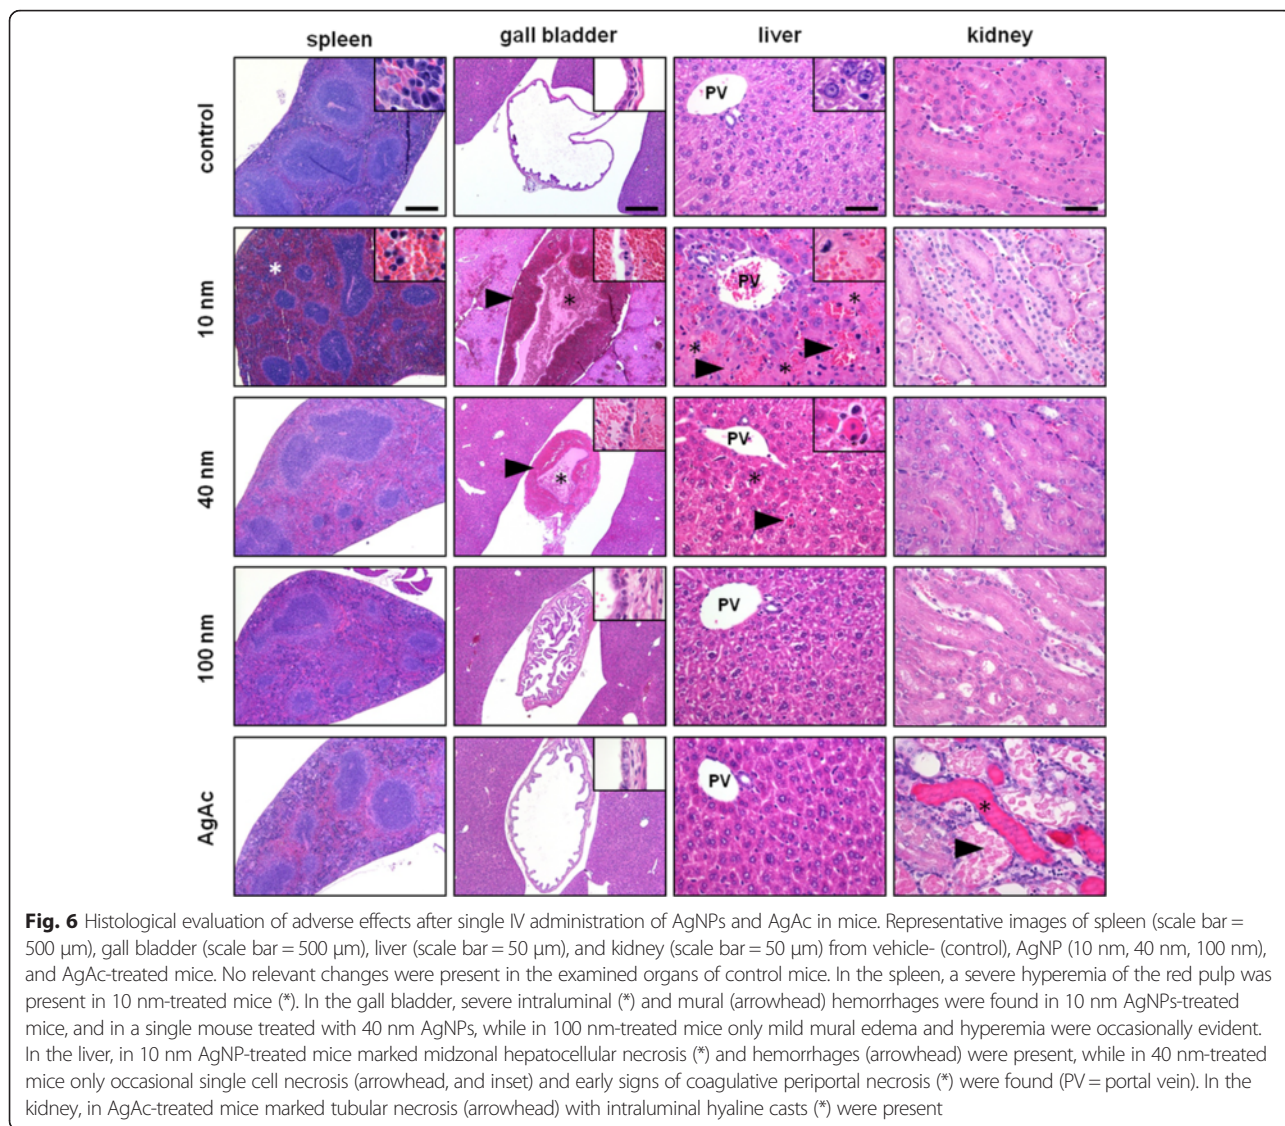 spleen gall bladder liver kidney
control
PV
10 nm
*
*
PV
*
*
*
40 nm
*
PV
*
100 nm
PV
AgAc
PV
*
Fig. 6 Histological evaluation of adverse effects after single IV administration of AgNPs and AgAc in mice. Representative images of spleen (scale bar =
500 μm), gall bladder (scale bar = 500 μm), liver (scale bar = 50 μm), and kidney (scale bar = 50 μm) from vehicle- (control), AgNP (10 nm, 40 nm, 100 nm),
and AgAc-treated mice. No relevant changes were present in the examined organs of control mice. In the spleen, a severe hyperemia of the red pulp was
present in 10 nm-treated mice (*). In the gall bladder, severe intraluminal (*) and mural (arrowhead) hemorrhages were found in 10 nm AgNPs-treated
mice, and in a single mouse treated with 40 nm AgNPs, while in 100 nm-treated mice only mild mural edema and hyperemia were occasionally evident.
In the liver, in 10 nm AgNP-treated mice marked midzonal hepatocellular necrosis (*) and hemorrhages (arrowhead) were present, while in 40 nm-treated
mice only occasional single cell necrosis (arrowhead, and inset) and early signs of coagulative periportal necrosis (*) were found (PV = portal vein). In the
kidney, in AgAc-treated mice marked tubular necrosis (arrowhead) with intraluminal hyaline casts (*) were present